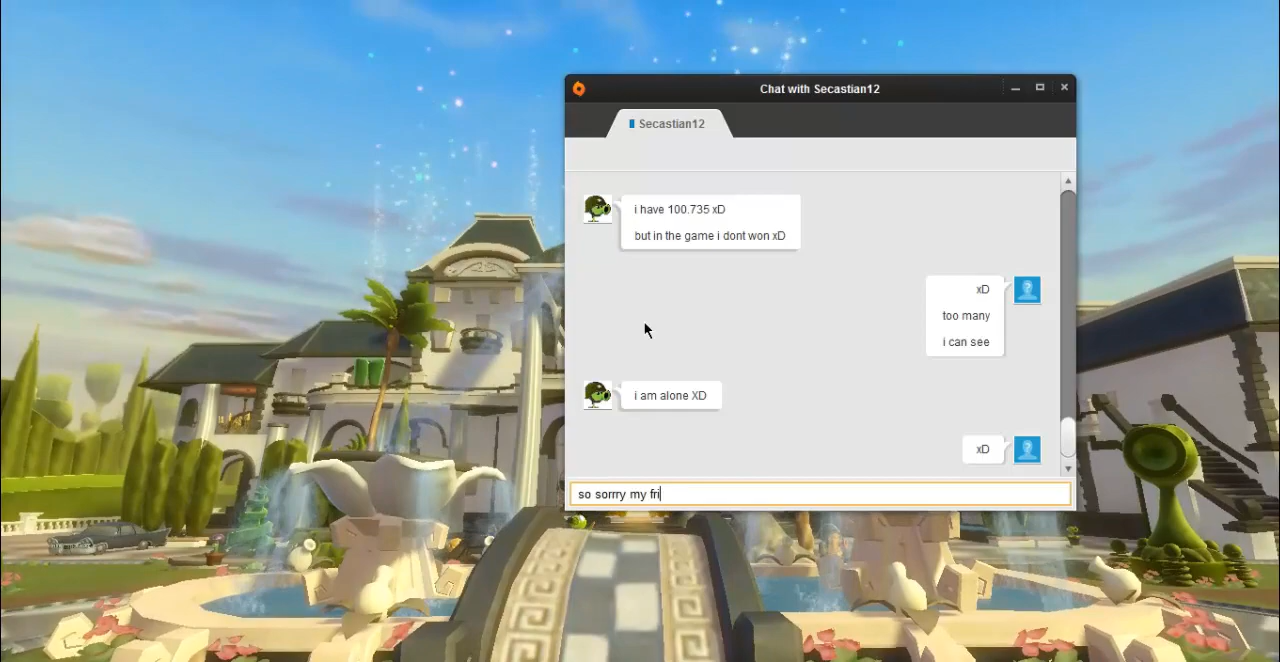 Chat with Secastian12
Secastian12
i have 100.735 xD
but in the game i dont won xD
xD
too many
i can see
i am alone XD
xD
so sorrry my fri